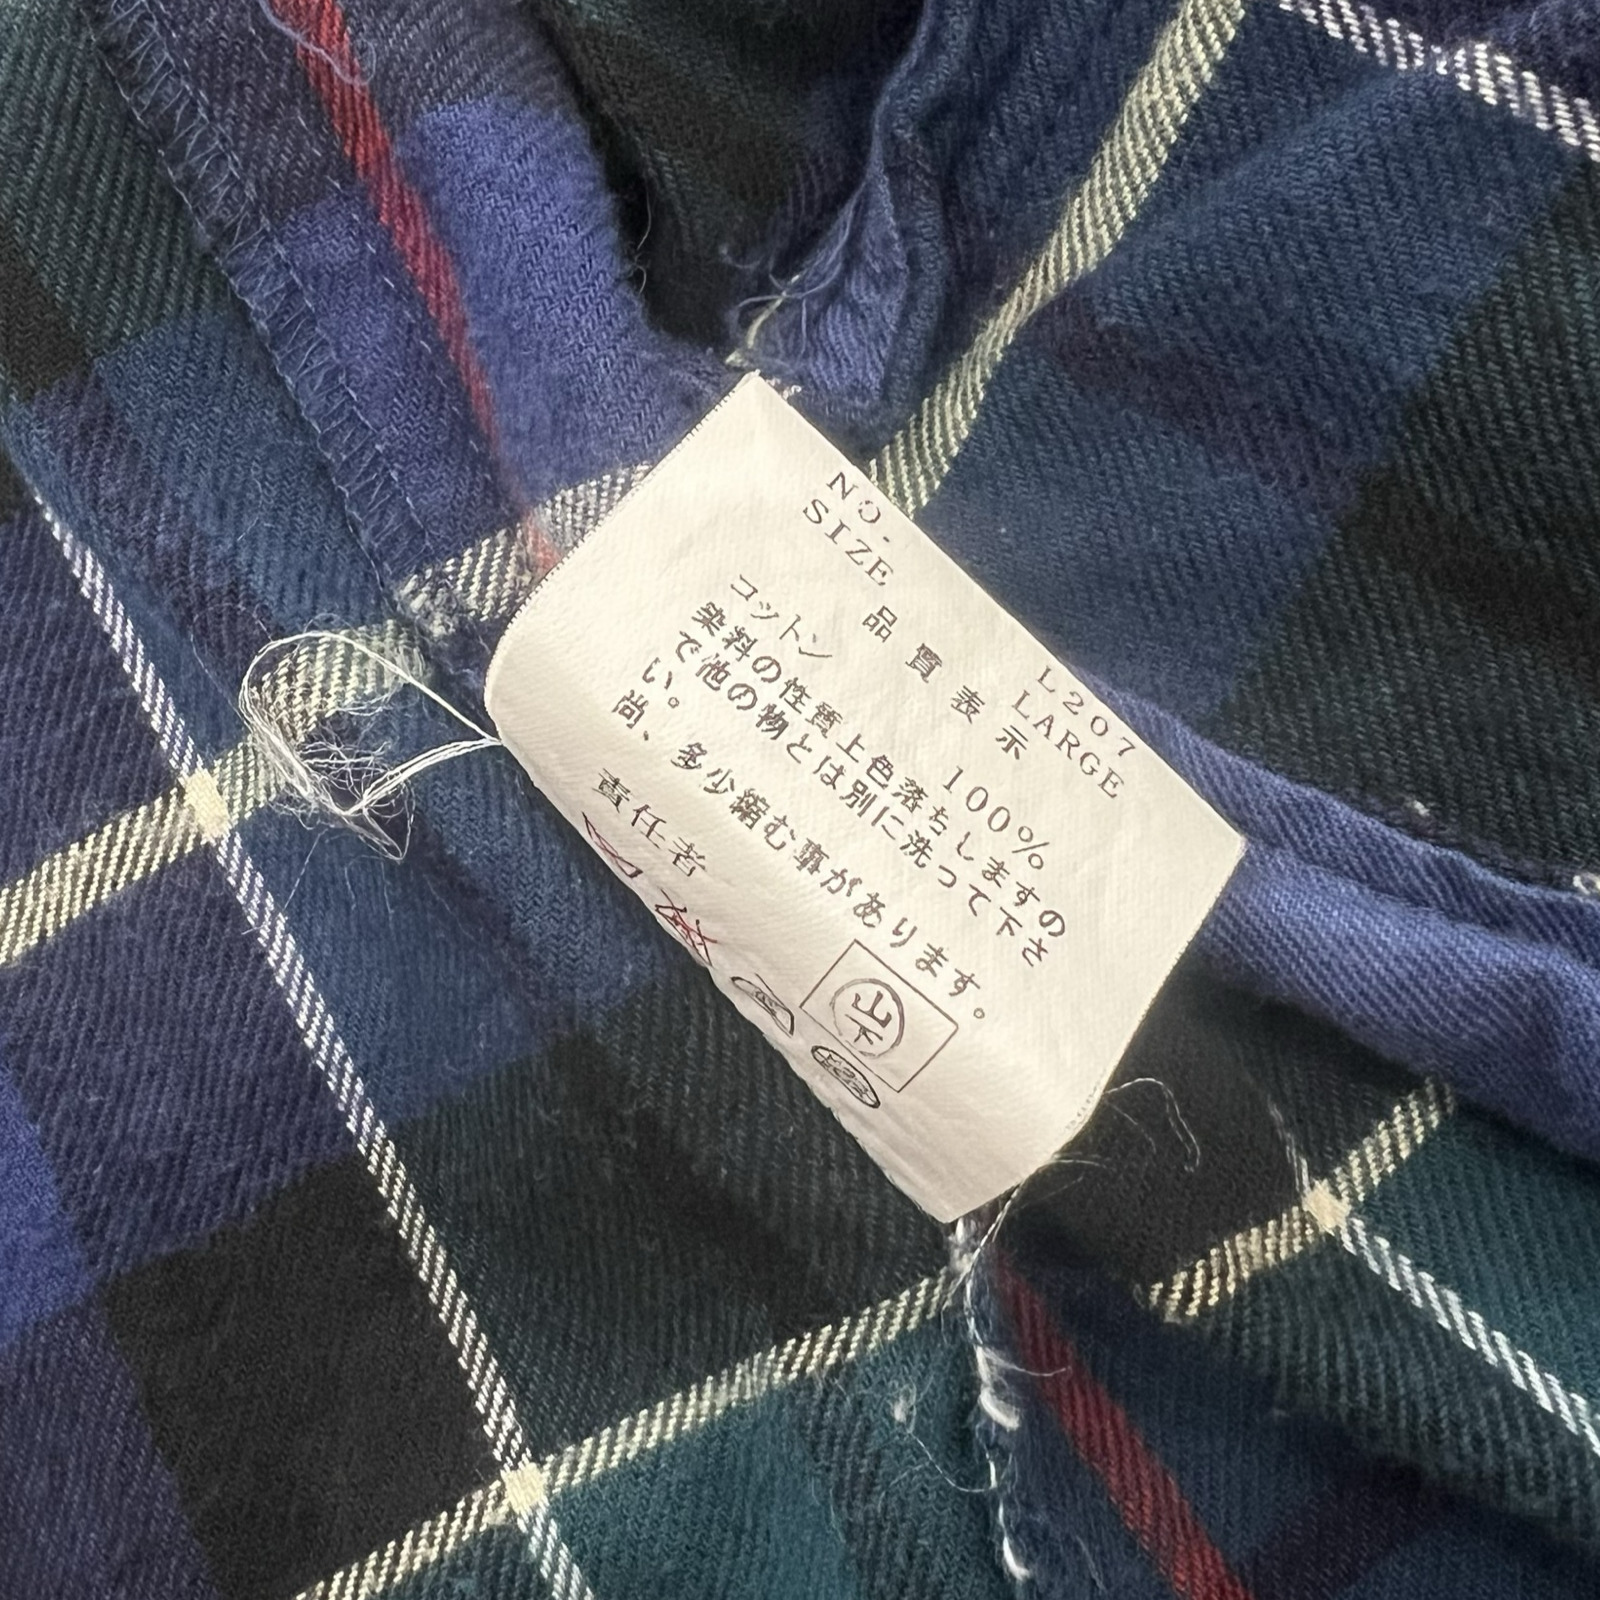 NO. L207
SIZE LARGE
品質表示
コットン 100%
染料の性質上色落ちしますの
で他の物とは別に洗って下さ
い。
尚、多少縮む事があります。
責任者
山下